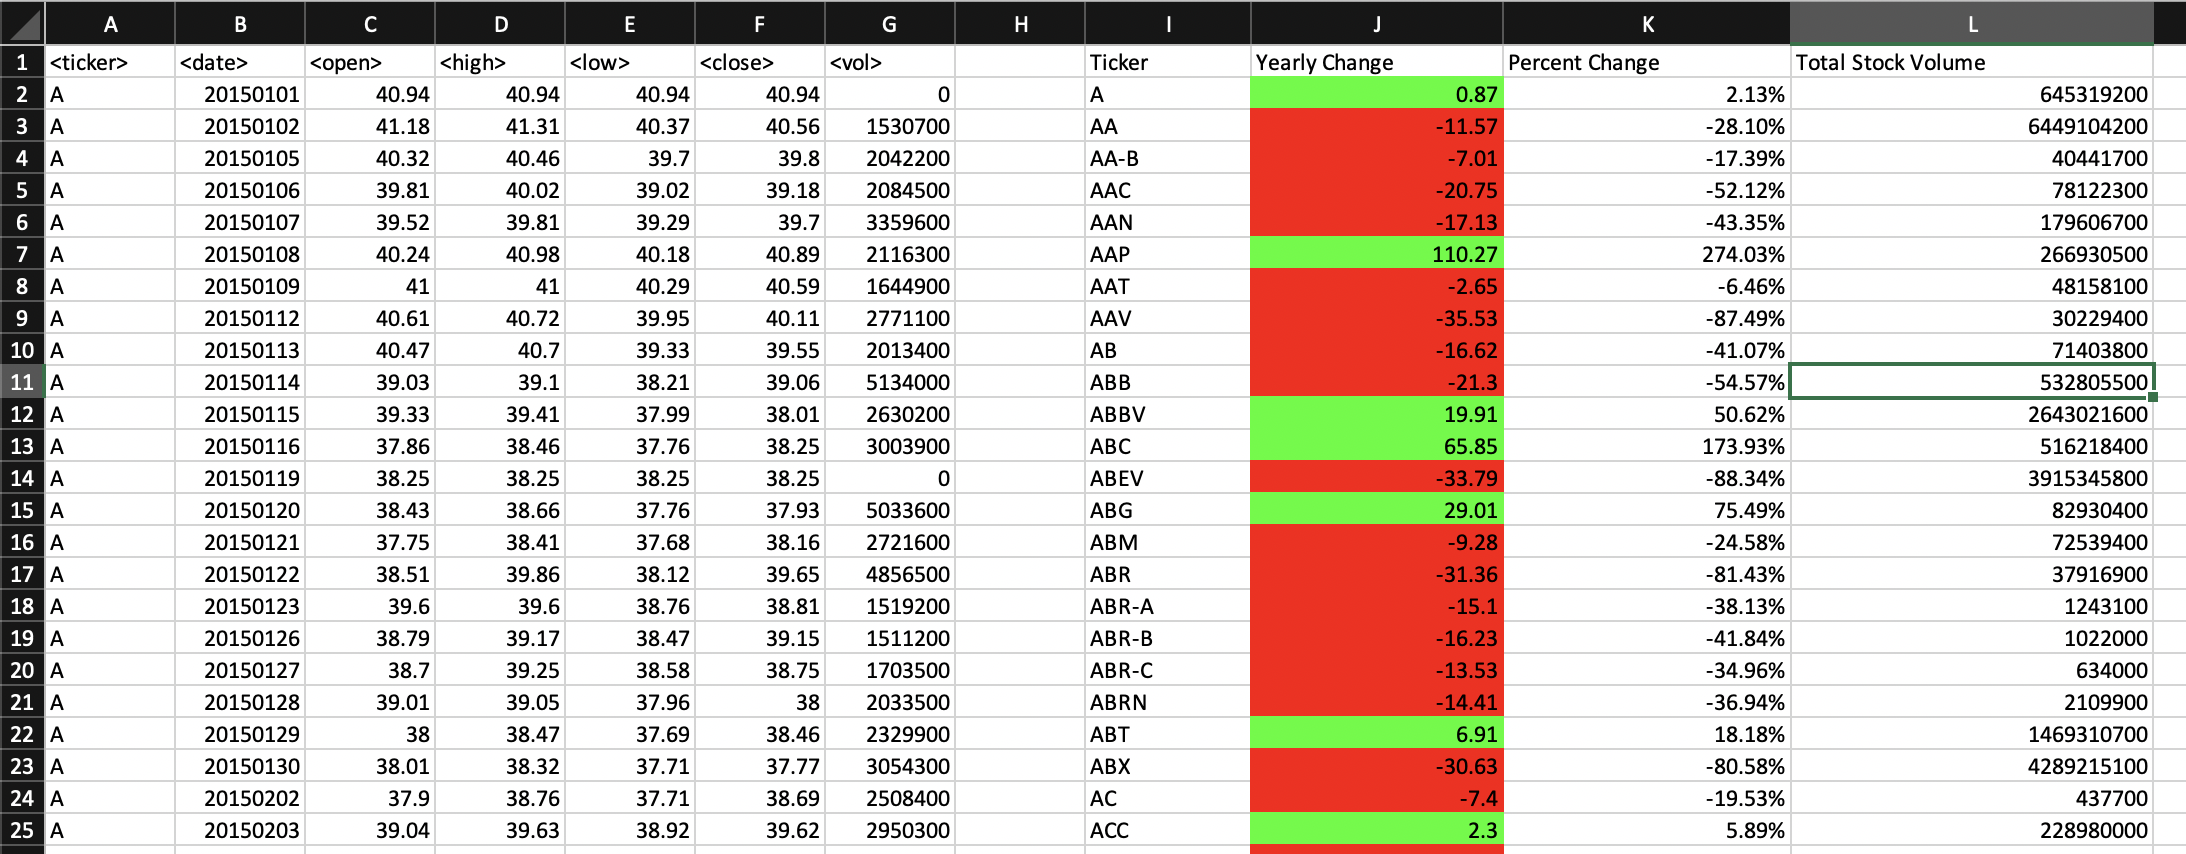 A B C D E F G H I J K L
1 <ticker> <date> <open> <high> <low> <close> <vol> Ticker Yearly Change Percent Change Total Stock Volume
2 A 20150101 40.94 40.94 40.94 40.94 0 A 0.87 2.13% 645319200
3 A 20150102 41.18 41.31 40.37 40.56 1530700 AA -11.57 -28.10% 6449104200
4 A 20150105 40.32 40.46 39.7 39.8 2042200 AA-B -7.01 -17.39% 40441700
5 A 20150106 39.81 40.02 39.02 39.18 2084500 AAC -20.75 -52.12% 78122300
6 A 20150107 39.52 39.81 39.29 39.7 3359600 AAN -17.13 -43.35% 179606700
7 A 20150108 40.24 40.98 40.18 40.89 2116300 AAP 110.27 274.03% 266930500
8 A 20150109 41 41 40.29 40.59 1644900 AAT -2.65 -6.46% 48158100
9 A 20150112 40.61 40.72 39.95 40.11 2771100 AAV -35.53 -87.49% 30229400
10 A 20150113 40.47 40.7 39.33 39.55 2013400 AB -16.62 -41.07% 71403800
11 A 20150114 39.03 39.1 38.21 39.06 5134000 ABB -21.3 -54.57% 532805500
12 A 20150115 39.33 39.41 37.99 38.01 2630200 ABBV 19.91 50.62% 2643021600
13 A 20150116 37.86 38.46 37.76 38.25 3003900 ABC 65.85 173.93% 516218400
14 A 20150119 38.25 38.25 38.25 38.25 0 ABEV -33.79 -88.34% 3915345800
15 A 20150120 38.43 38.66 37.76 37.93 5033600 ABG 29.01 75.49% 82930400
16 A 20150121 37.75 38.41 37.68 38.16 2721600 ABM -9.28 -24.58% 72539400
17 A 20150122 38.51 39.86 38.12 39.65 4856500 ABR -31.36 -81.43% 37916900
18 A 20150123 39.6 39.6 38.76 38.81 1519200 ABR-A -15.1 -38.13% 1243100
19 A 20150126 38.79 39.17 38.47 39.15 1511200 ABR-B -16.23 -41.84% 1022000
20 A 20150127 38.7 39.25 38.58 38.75 1703500 ABR-C -13.53 -34.96% 634000
21 A 20150128 39.01 39.05 37.96 38 2033500 ABRN -14.41 -36.94% 2109900
22 A 20150129 38 38.47 37.69 38.46 2329900 ABT 6.91 18.18% 1469310700
23 A 20150130 38.01 38.32 37.71 37.77 3054300 ABX -30.63 -80.58% 4289215100
24 A 20150202 37.9 38.76 37.71 38.69 2508400 AC -7.4 -19.53% 437700
25 A 20150203 39.04 39.63 38.92 39.62 2950300 ACC 2.3 5.89% 228980000